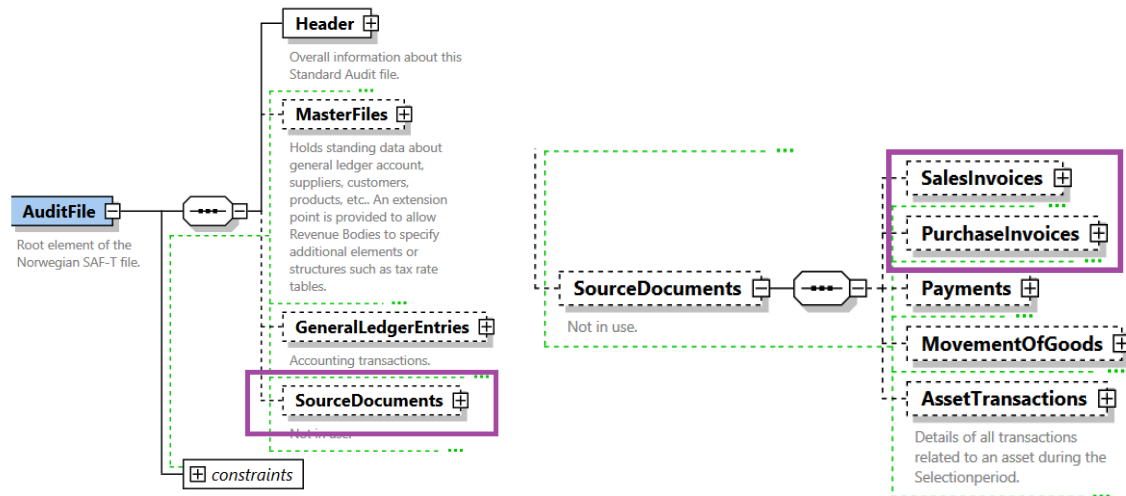 Header
Overall information about this
Standard Audit file.
MasterFiles
Holds standing data about
general ledger account,
suppliers, customers,
products, etc.. An extension
point is provided to allow
Revenue Bodies to specify
additional elements or
structures such as tax rate
tables.
AuditFile
Root element of the
Norwegian SAF-T file.
GeneralLedgerEntries
Accounting transactions.
SourceDocuments
Not in use.
constraints
SourceDocuments
Not in use.
SalesInvoices
PurchaseInvoices
Payments
MovementOfGoods
AssetTransactions
Details of all transactions
related to an asset during the
Selectionperiod.